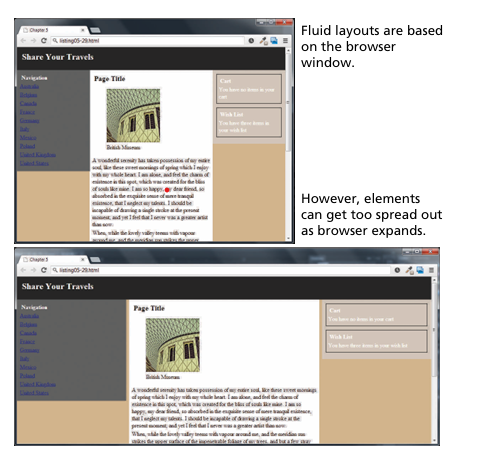 Chapter5
listing05-28.html
Share Your Travels
Navigation
Australia
Belgium
Canada
France
Germany
Italy
Mexico
Poland
United Kingdom
United States
Page Title
British Museum
A wonderful serenity has taken possession of my entire
soul, like these sweet mornings of spring which I enjoy
with my whole heart. I am alone, and feel the charm of
existence in this spot, which was created for the bliss
of souls like mine. I am so happy, my dear friend, so
absorbed in the exquisite sense of mere tranquil
existence, that I neglect my talents. I should be
incapable of drawing a single stroke at the present
moment; and yet I feel that I never was a greater artist
than now.
When, while the lovely valley teems with vapour
around me, and the meridian sun strikes the upper
Cart
You have no items in your
cart
Wish List
You have three items in
your wish list
Fluid layouts are based
on the browser
window.
However, elements
can get too spread out
as browser expands.
Chapter5
listing05-28.html
Share Your Travels
Navigation
Australia
Belgium
Canada
France
Germany
Italy
Mexico
Poland
United Kingdom
United States
Page Title
British Museum
A wonderful serenity has taken possession of my entire soul, like these sweet mornings
of spring which I enjoy with my whole heart. I am alone, and feel the charm of
existence in this spot, which was created for the bliss of souls like mine. I am so
happy, my dear friend, so absorbed in the exquisite sense of mere tranquil existence,
that I neglect my talents. I should be incapable of drawing a single stroke at the present
moment; and yet I feel that I never was a greater artist than now.
When, while the lovely valley teems with vapour around me, and the meridian sun
strikes the upper surface of the impenetrable foliage of my trees, and but a few stray
Cart
You have no items in your cart
Wish List
You have three items in your wish list